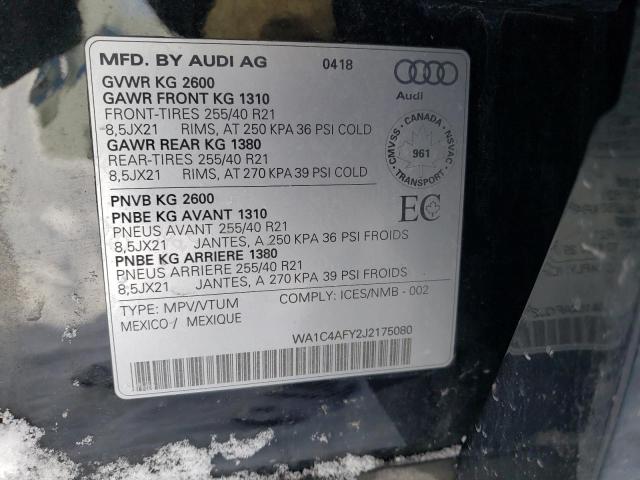 MFD. BY AUDI AG 0418
Audi
GVWR KG 2600
GAWR FRONT KG 1310
FRONT-TIRES 255/40 R21
8,5JX21 RIMS, AT 250 KPA 36 PSI COLD
GAWR REAR KG 1380
REAR-TIRES 255/40 R21
8,5JX21 RIMS, AT 270 KPA 39 PSI COLD
CANADA
CMVSS NSVAC
961
TRANSPORT
PNVB KG 2600
PNBE KG AVANT 1310
PNEUS AVANT 255/40 R21
8,5JX21 JANTES, A 250 KPA 36 PSI FROIDS
PNBE KG ARRIERE 1380
PNEUS ARRIERE 255/40 R21
8,5JX21 JANTES, A 270 KPA 39 PSI FROIDS
EC
TYPE: MPV/VTUM COMPLY: ICES/NMB - 002
MEXICO / MEXIQUE
WA1C4AFY2J2175080